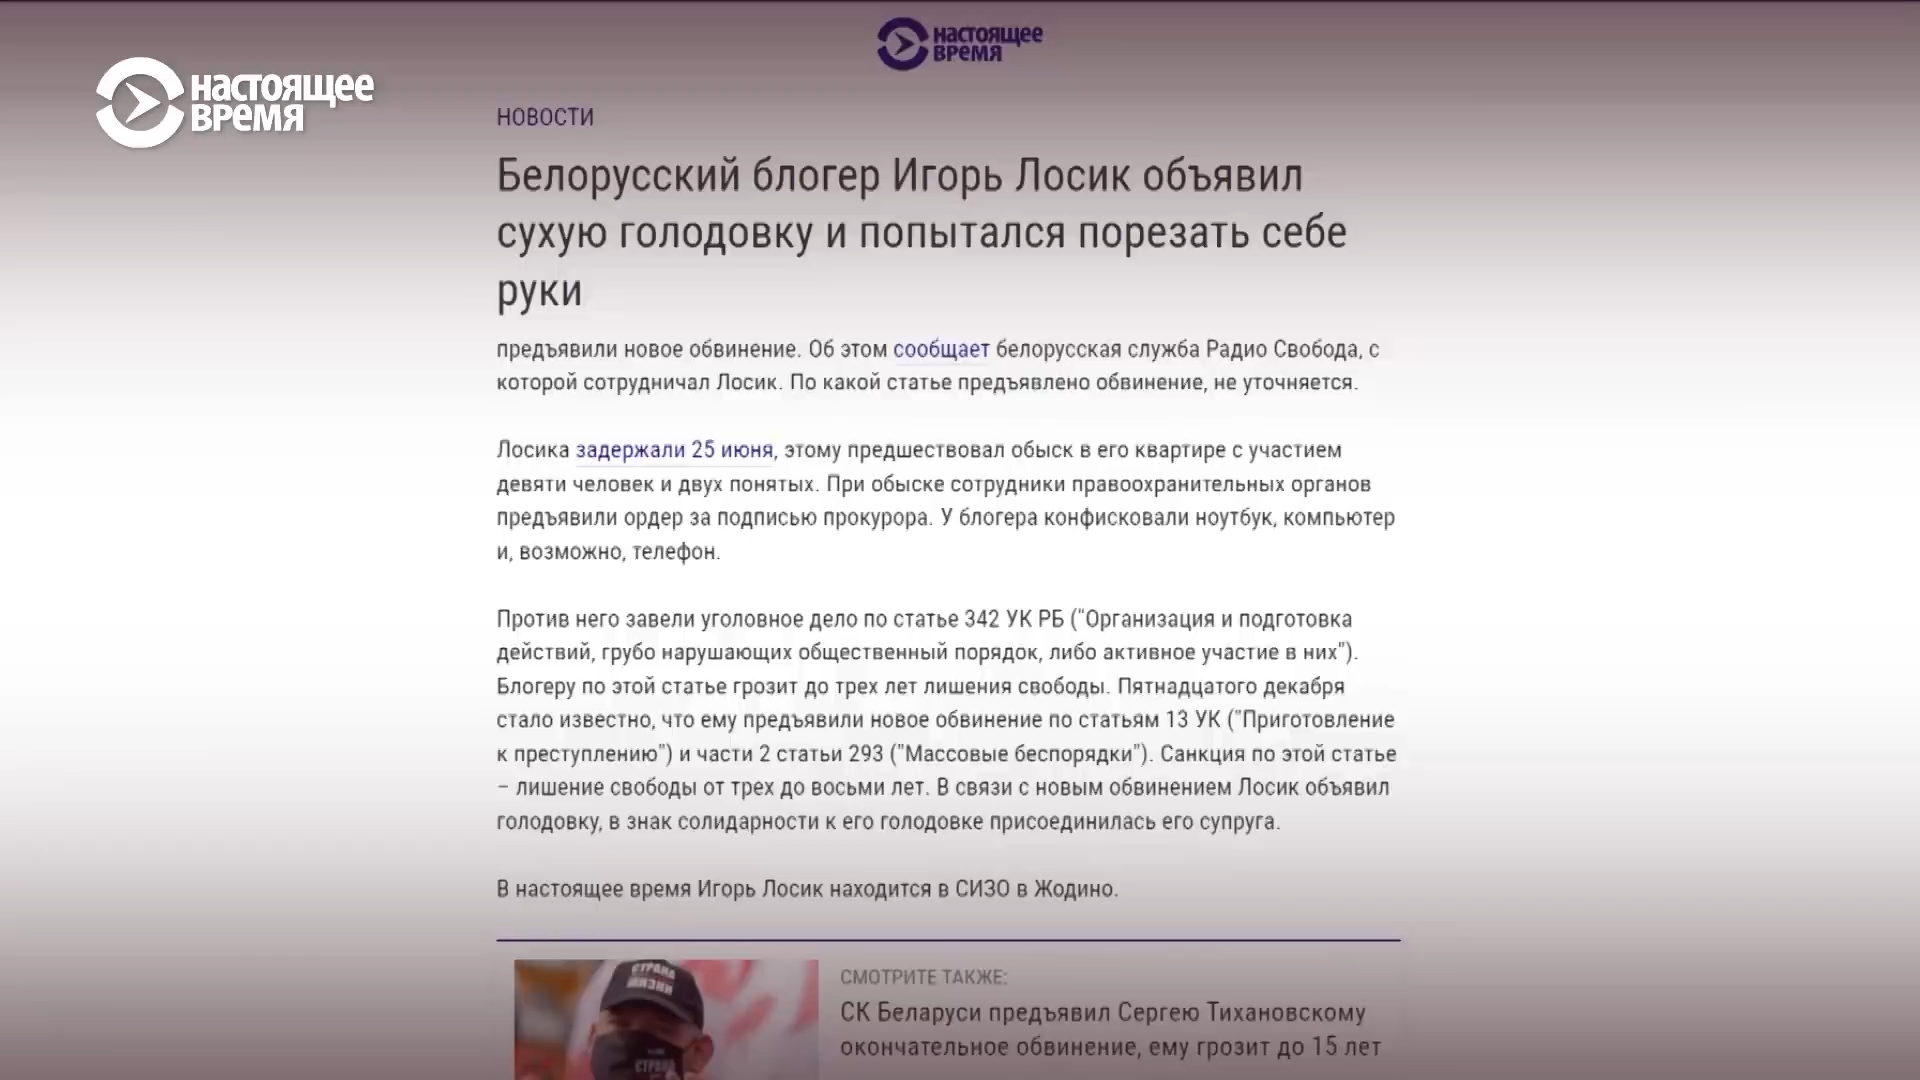 настоящее
время
настоящее
время
НОВОСТИ
Белорусский блогер Игорь Лосик объявил
сухую голодовку и попытался порезать себе
руки
предъявили новое обвинение. Об этом сообщает белорусская служба Радио Свобода, с
которой сотрудничал Лосик. По какой статье предъявлено обвинение, не уточняется.
Лосика задержали 25 июня, этому предшествовал обыск в его квартире с участием
девяти человек и двух понятых. При обыске сотрудники правоохранительных органов
предъявили ордер за подписью прокурора. У блогера конфисковали ноутбук, компьютер
и, возможно, телефон.
Против него завели уголовное дело по статье 342 УК РБ ("Организация и подготовка
действий, грубо нарушающих общественный порядок, либо активное участие в них").
Блогеру по этой статье грозит до трех лет лишения свободы. Пятнадцатого декабря
стало известно, что ему предъявили новое обвинение по статьям 13 УК ("Приготовление
к преступлению") и части 2 статьи 293 ("Массовые беспорядки"). Санкция по этой статье
– лишение свободы от трех до восьми лет. В связи с новым обвинением Лосик объявил
голодовку, в знак солидарности к его голодовке присоединилась его супруга.
В настоящее время Игорь Лосик находится в СИЗО в Жодино.
СТРАНА
ЖИЗНИ
СТРАНА
СМОТРИТЕ ТАКЖЕ:
СК Беларуси предъявил Сергею Тихановскому
окончательное обвинение, ему грозит до 15 лет